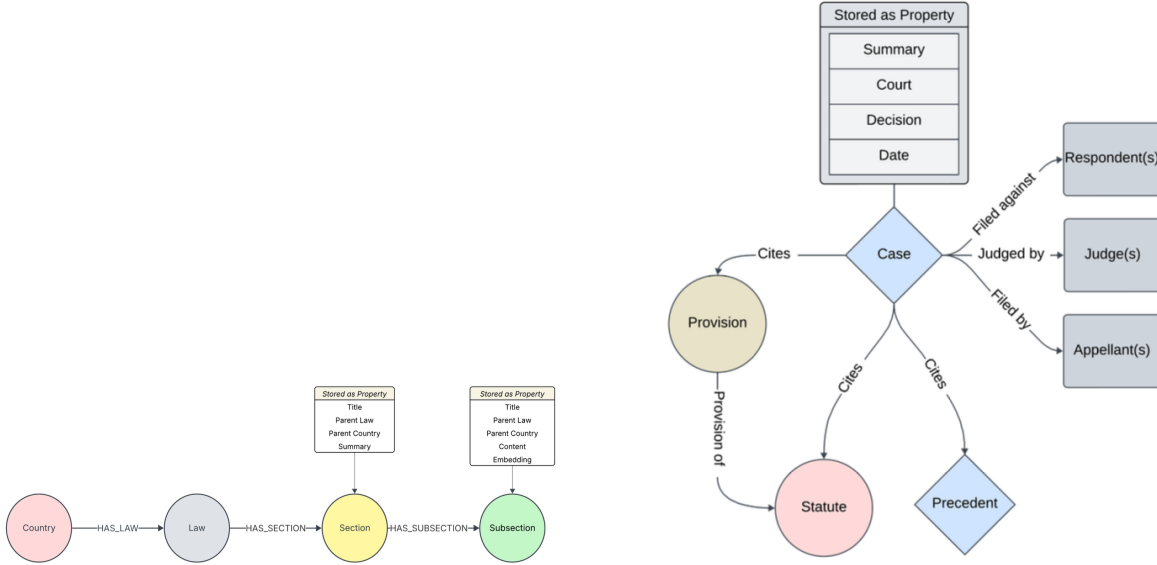 Stored as Property
Title
Parent Law
Parent Country
Summary
Stored as Property
Title
Parent Law
Parent Country
Content
Embedding
Country
HAS_LAW
Law
HAS_SECTION
Section
HAS_SUBSECTION
Subsection
Stored as Property
Summary
Court
Decision
Date
Case
Filed against
Respondent(s)
Judged by
Judge(s)
Filed by
Appellant(s)
Cites
Provision
Provision of
Cites
Statute
Cites
Precedent